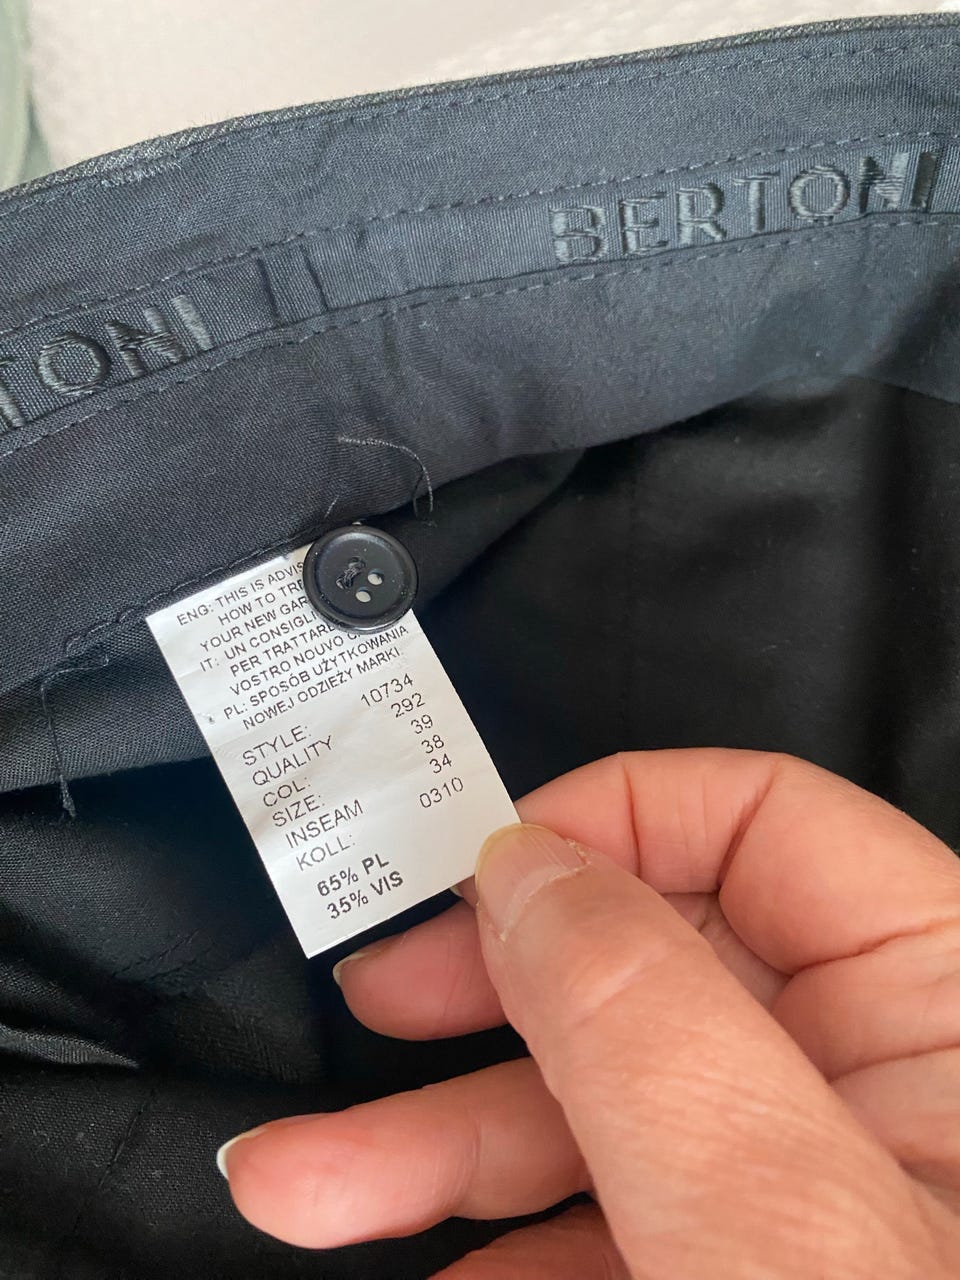 BERTONI
TONI
ENG: THIS IS ADVIS
HOW TO TRE
YOUR NEW GAR
IT: UN CONSIGLI
PER TRATTARE
VOSTRO NUOVO
PL: SPOSÓB UŻYTKOWANIA
NOWEJ ODZIEŻY MARKI:
STYLE: 10734
QUALITY 292
COL: 39
SIZE: 38
INSEAM 34
KOLL: 0310
65% PL
35% VIS